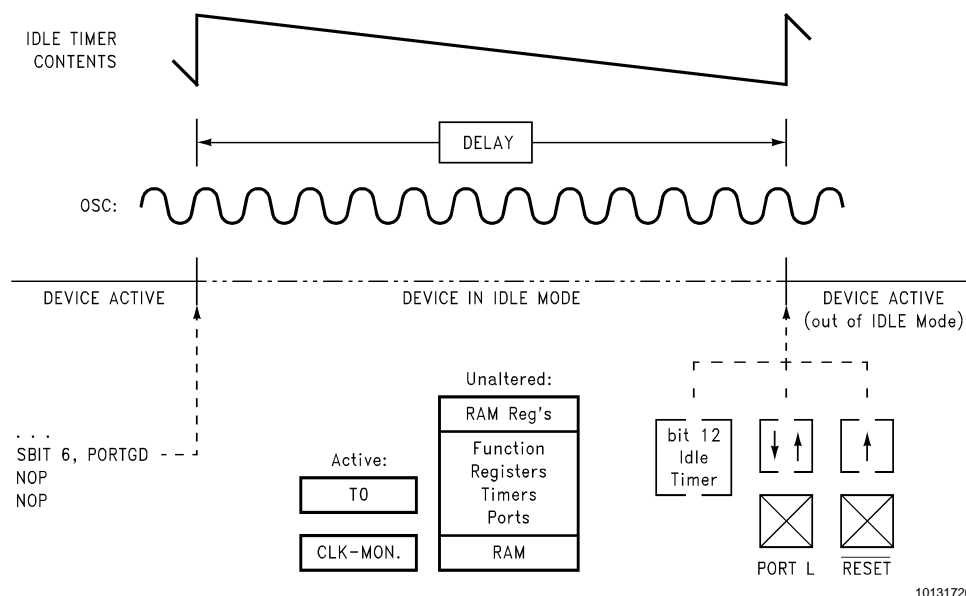 IDLE TIMER
CONTENTS
DELAY
OSC:
DEVICE ACTIVE
DEVICE IN IDLE MODE
DEVICE ACTIVE
(out of IDLE Mode)
...
SBIT 6, PORTGD
NOP
NOP
Active:
T0
CLK-MON.
Unaltered:
RAM Reg's
Function
Registers
Timers
Ports
RAM
bit 12
Idle
Timer
PORT L
RESET